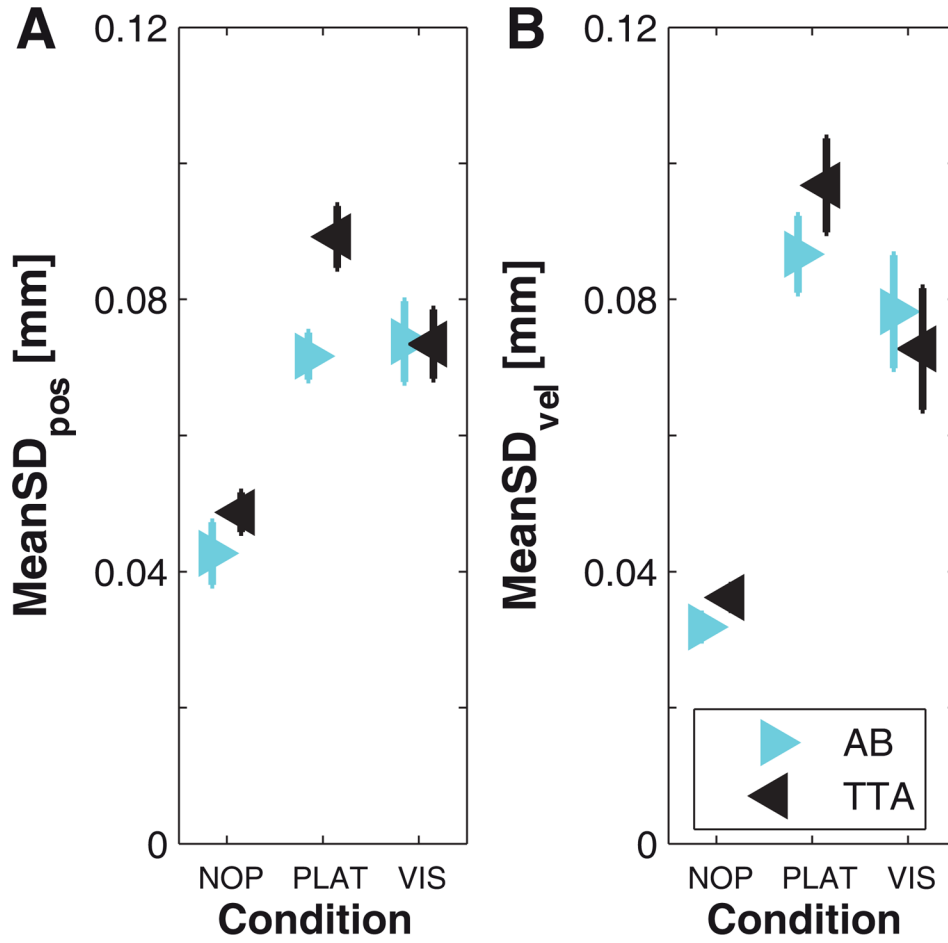 A
0.12
0.08
0.04
0
MeanSDpos [mm]
NOP PLAT VIS
Condition
B
0.12
0.08
0.04
0
MeanSDvel [mm]
AB
TTA
NOP PLAT VIS
Condition